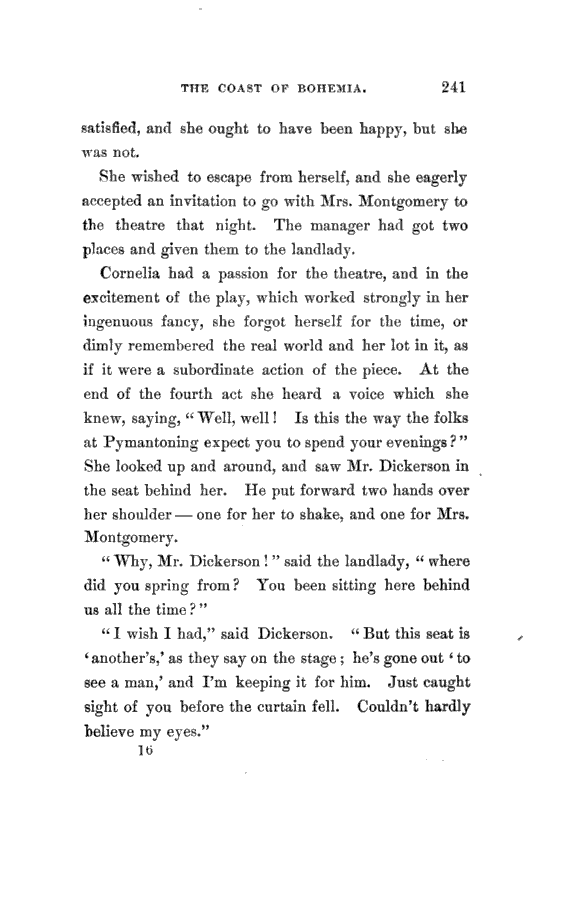 THE COAST OF BOHEMIA. 241
satisfied, and she ought to have been happy, but she
was not.
She wished to escape from herself, and she eagerly
accepted an invitation to go with Mrs. Montgomery to
the theatre that night. The manager had got two
places and given them to the landlady.
Cornelia had a passion for the theatre, and in the
excitement of the play, which worked strongly in her
ingenuous fancy, she forgot herself for the time, or
dimly remembered the real world and her lot in it, as
if it were a subordinate action of the piece. At the
end of the fourth act she heard a voice which she
knew, saying, “Well, well! Is this the way the folks
at Pymantoning expect you to spend your evenings?”
She looked up and around, and saw Mr. Dickerson in
the seat behind her. He put forward two hands over
her shoulder — one for her to shake, and one for Mrs.
Montgomery.
“Why, Mr. Dickerson!” said the landlady, “where
did you spring from? You been sitting here behind
us all the time?”
“I wish I had,” said Dickerson. “But this seat is
‘another’s,’ as they say on the stage; he’s gone out ‘to
see a man,’ and I’m keeping it for him. Just caught
sight of you before the curtain fell. Couldn’t hardly
believe my eyes.”
16